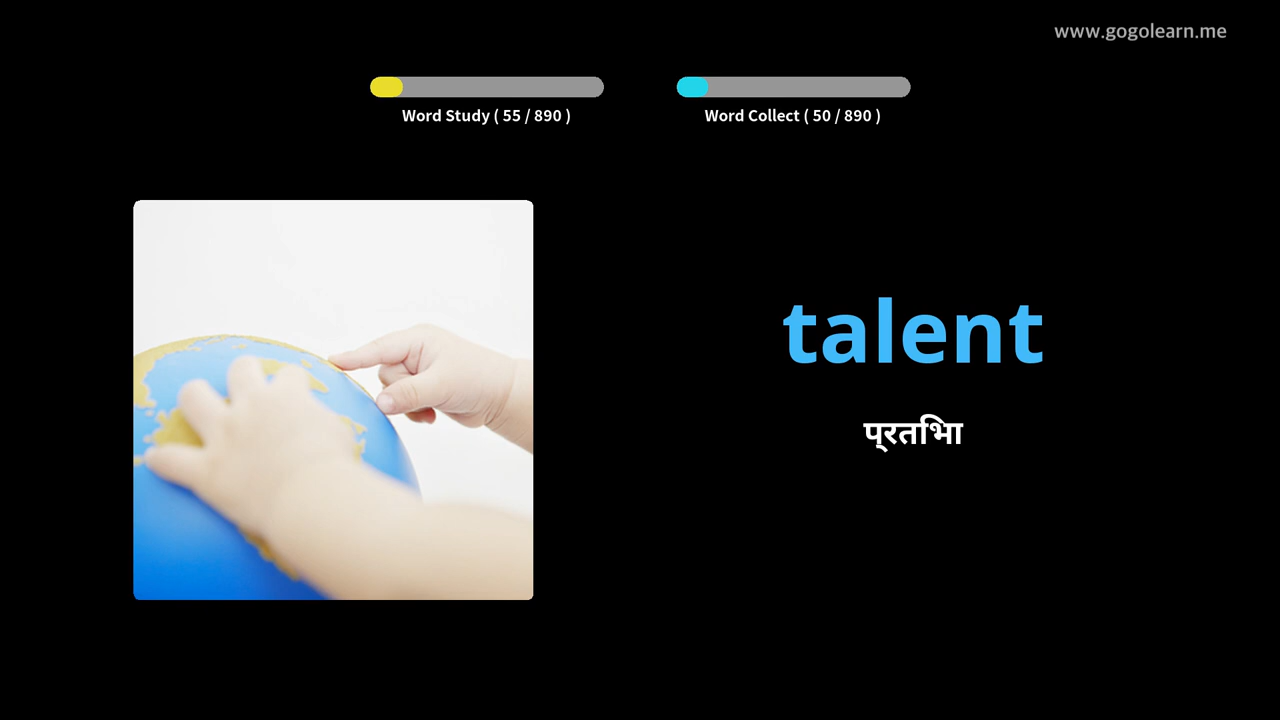 www.gogolearn.me
Word Study ( 55 / 890 )
Word Collect ( 50 / 890 )
talent
प्रतिभा